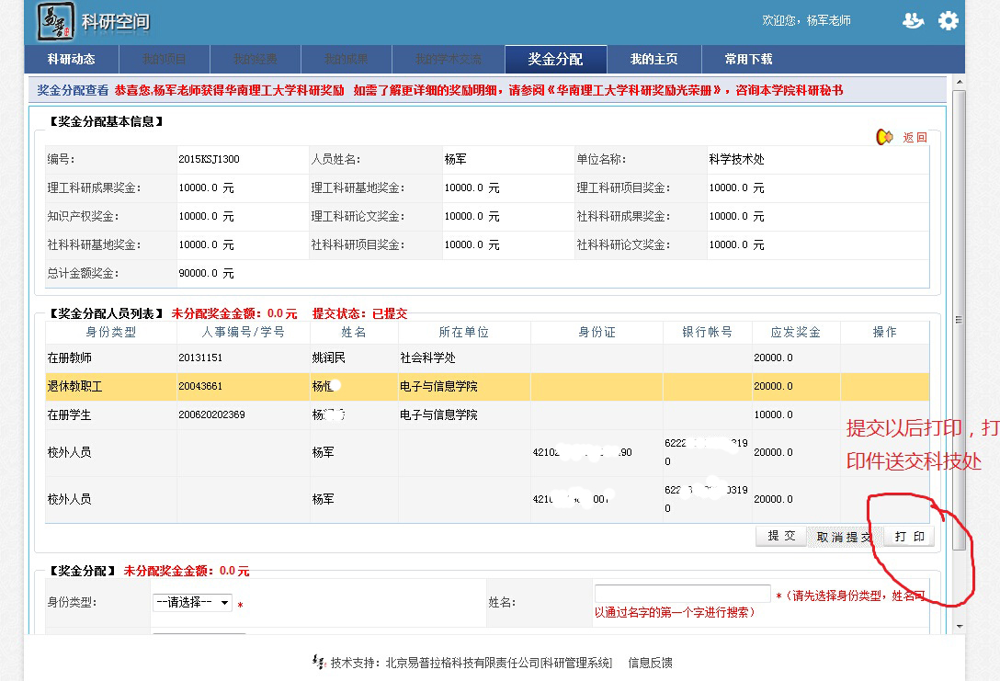 易普 科研空间
欢迎您，杨军老师
科研动态 我的项目 我的经费 我的成果 我的学术交流 奖金分配 我的主页 常用下载
奖金分配查看 恭喜您,杨军老师获得华南理工大学科研奖励 如需了解更详细的奖励明细，请参阅《华南理工大学科研奖励光荣册》，咨询本学院科研秘书
【奖金分配基本信息】
返回
编号: 2015KSJ1300 人员姓名: 杨军 单位名称: 科学技术处
理工科研成果奖金: 10000.0 元 理工科研基地奖金: 10000.0 元 理工科研项目奖金: 10000.0 元
知识产权奖金: 10000.0 元 理工科研论文奖金: 10000.0 元 社科科研成果奖金: 10000.0 元
社科科研基地奖金: 10000.0 元 社科科研项目奖金: 10000.0 元 社科科研论文奖金: 10000.0 元
总计金额奖金: 90000.0 元
【奖金分配人员列表】 未分配奖金金额: 0.0 元 提交状态: 已提交
身份类型 人事编号/学号 姓名 所在单位 身份证 银行帐号 应发奖金 操作
在册教师 20131151 姚润民 社会科学处 20000.0
退休教职工 20043661 杨恒 电子与信息学院 20000.0
在册学生 200620202369 杨 电子与信息学院 10000.0
校外人员 杨军 4210 90 622 319 20000.0
0
校外人员 杨军 421 00 622 0319 20000.0
0
提交以后打印，打
印件送交科技处
提 交 取消提交 打 印
【奖金分配】 未分配奖金金额: 0.0 元
身份类型: --请选择-- * 姓名: *（请先选择身份类型，姓名可
以通过名字的第一个字进行搜索）
技术支持：北京易普拉格科技有限责任公司[科研管理系统] 信息反馈